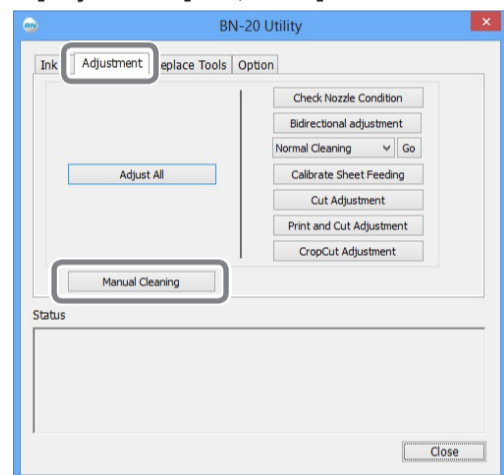 BN-20 Utility
Ink Adjustment eplace Tools Option
Check Nozzle Condition
Bidirectional adjustment
Normal Cleaning Go
Adjust All
Calibrate Sheet Feeding
Cut Adjustment
Print and Cut Adjustment
CropCut Adjustment
Manual Cleaning
Status
Close